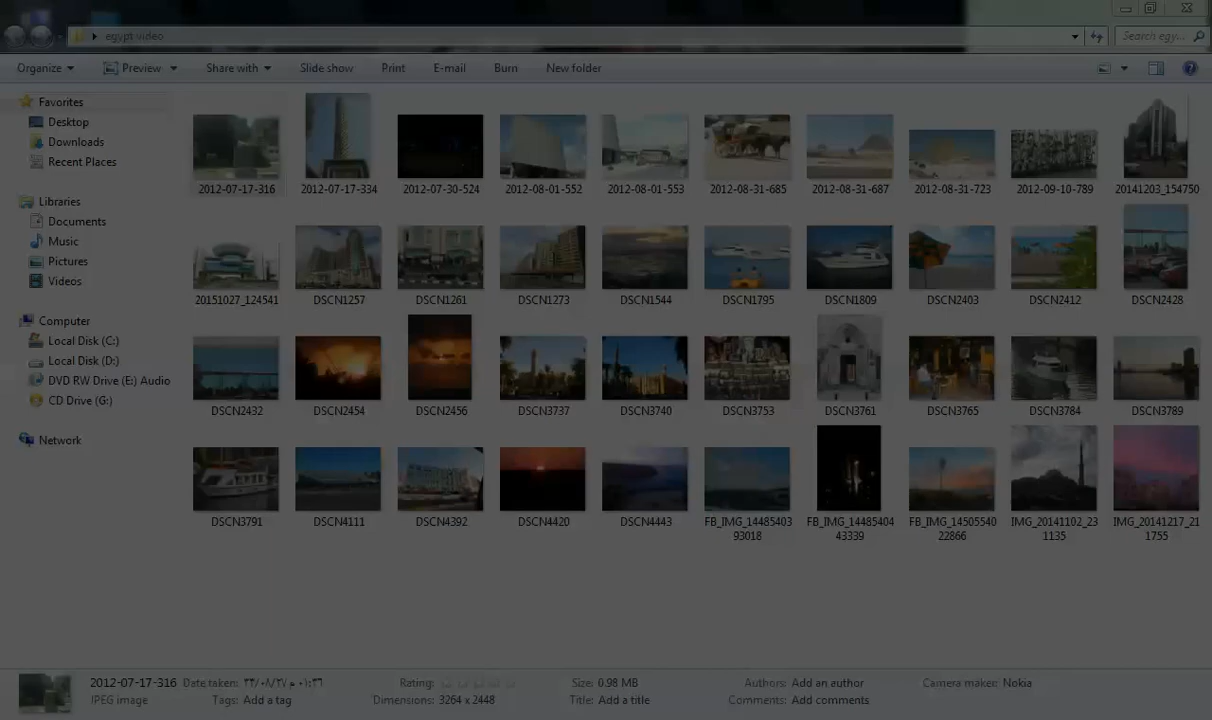 egypt video
Search egy...
Organize
Preview
Share with
Slide show
Print
E-mail
Burn
New folder
Favorites
Desktop
Downloads
Recent Places
Libraries
Documents
Music
Pictures
Videos
Computer
Local Disk (C:)
Local Disk (D:)
DVD RW Drive (E:) Audio
CD Drive (G:)
Network
2012-07-17-316
2012-07-17-334
2012-07-30-524
2012-08-01-552
2012-08-01-553
2012-08-31-685
2012-08-31-687
2012-08-31-723
2012-09-10-789
20141203_154750
20151027_124541
DSCN1257
DSCN1261
DSCN1273
DSCN1544
DSCN1795
DSCN1809
DSCN2403
DSCN2412
DSCN2428
DSCN2432
DSCN2454
DSCN2456
DSCN3737
DSCN3740
DSCN3753
DSCN3761
DSCN3765
DSCN3784
DSCN3789
DSCN3791
DSCN4111
DSCN4392
DSCN4420
DSCN4443
FB_IMG_14485403
93018
FB_IMG_14485404
43339
FB_IMG_14505540
22866
IMG_20141102_23
1135
IMG_20141217_21
1755
2012-07-17-316 Date taken:
Rating:
Size: 0.98 MB
Authors: Add an author
Camera maker: Nokia
JPEG image
Tags: Add a tag
Dimensions: 3264 x 2448
Title: Add a title
Comments: Add comments